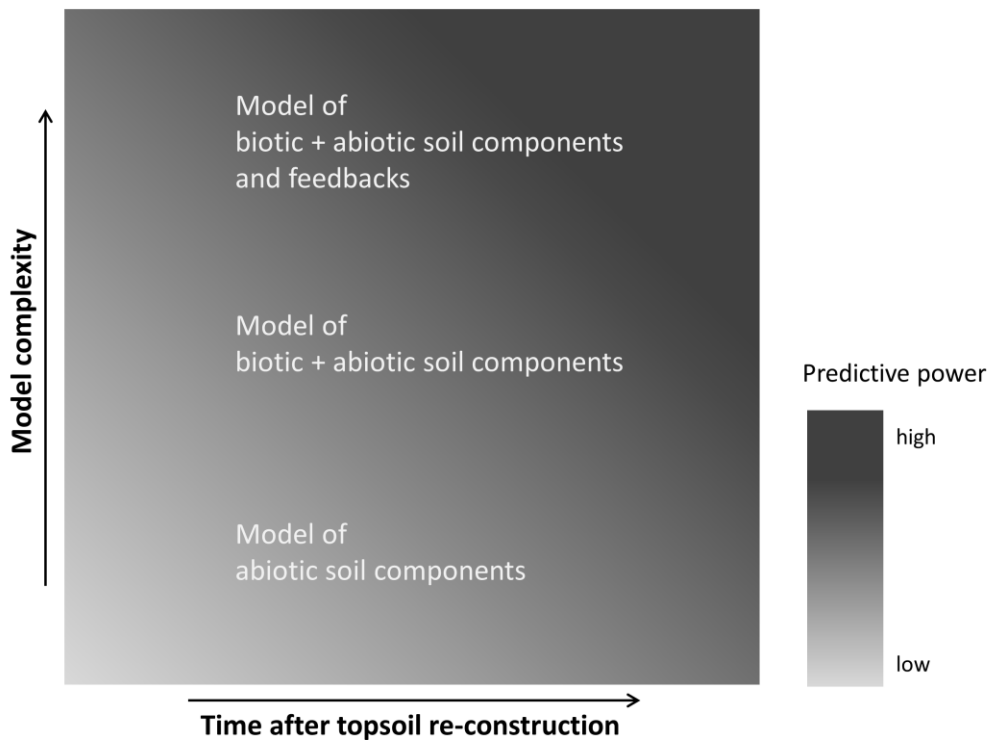 Model of
biotic + abiotic soil components
and feedbacks
Model of
biotic + abiotic soil components
Model of
abiotic soil components
Model complexity
Time after topsoil re-construction
Predictive power
high
low